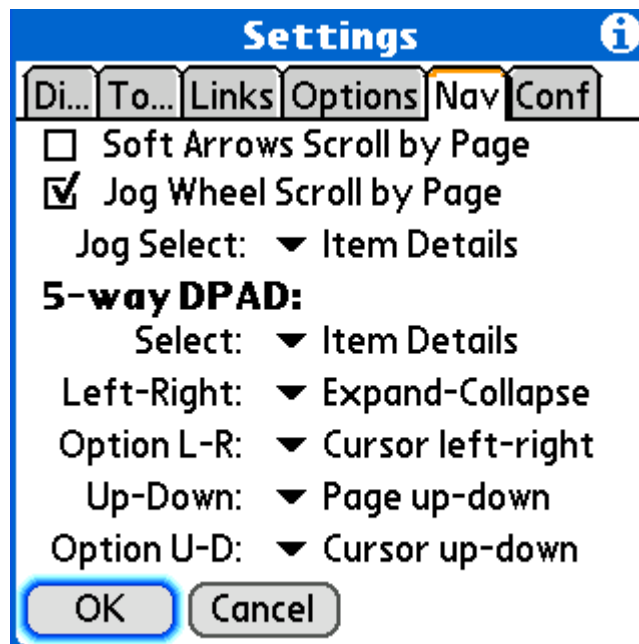 Settings
Di... To... Links Options Nav Conf
Soft Arrows Scroll by Page
Jog Wheel Scroll by Page
Jog Select: Item Details
5-way DPAD:
Select: Item Details
Left-Right: Expand-Collapse
Option L-R: Cursor left-right
Up-Down: Page up-down
Option U-D: Cursor up-down
OK Cancel